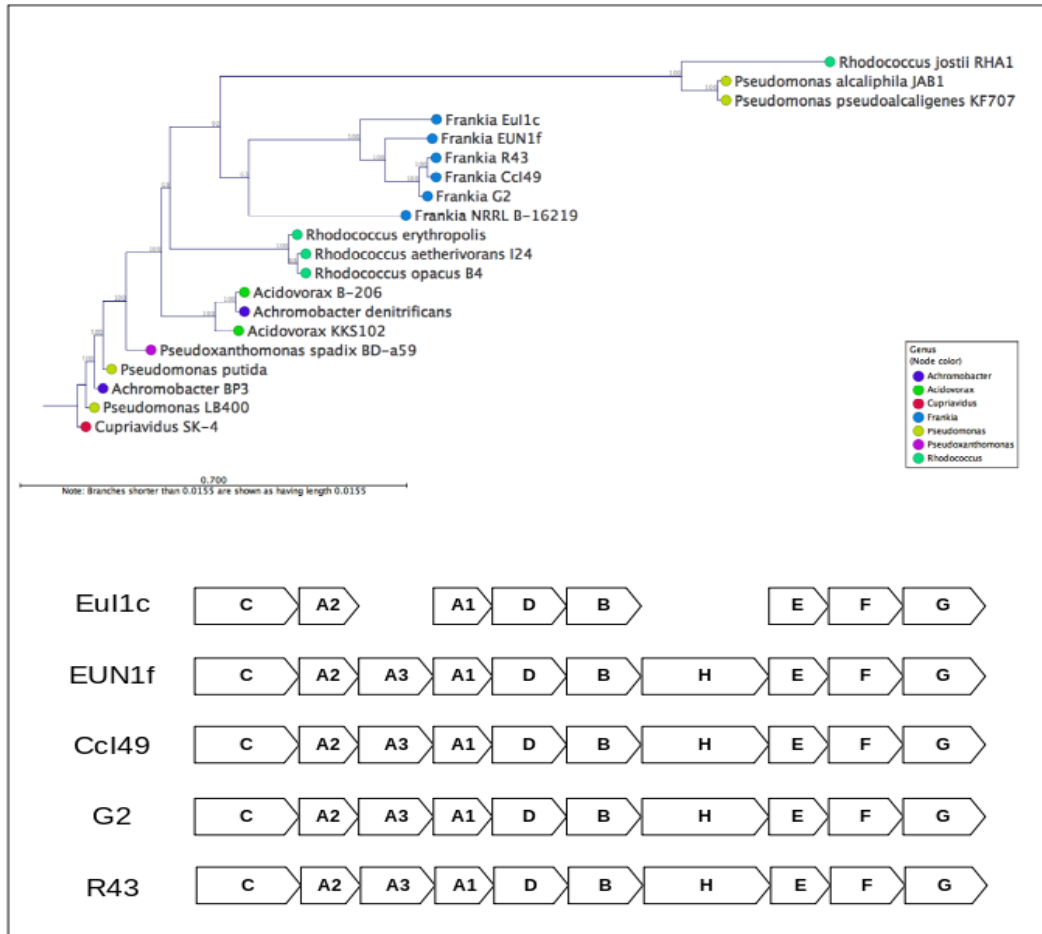 Rhodococcus jostii RHA1
Pseudomonas alcaliphila JAB1
Pseudomonas pseudoalcaligenes KF707
Frankia EuI1c
Frankia EUN1f
Frankia R43
Frankia CcI49
Frankia G2
Frankia NRRL B-16219
Rhodococcus erythropolis
Rhodococcus aetherivorans I24
Rhodococcus opacus B4
Acidovorax B-206
Achromobacter denitrificans
Acidovorax KKS102
Pseudoxanthomonas spadix BD-a59
Pseudomonas putida
Achromobacter BP3
Pseudomonas LB400
Cupriavidus SK-4
Genus
(Node color)
Achromobacter
Acidovorax
Cupriavidus
Frankia
Pseudomonas
Pseudoxanthomonas
Rhodococcus
0.700
Note: Branches shorter than 0.0155 are shown as having length 0.0155
EuI1c C A2 A1 D B E F G
EUN1f C A2 A3 A1 D B H E F G
CcI49 C A2 A3 A1 D B H E F G
G2 C A2 A3 A1 D B H E F G
R43 C A2 A3 A1 D B H E F G